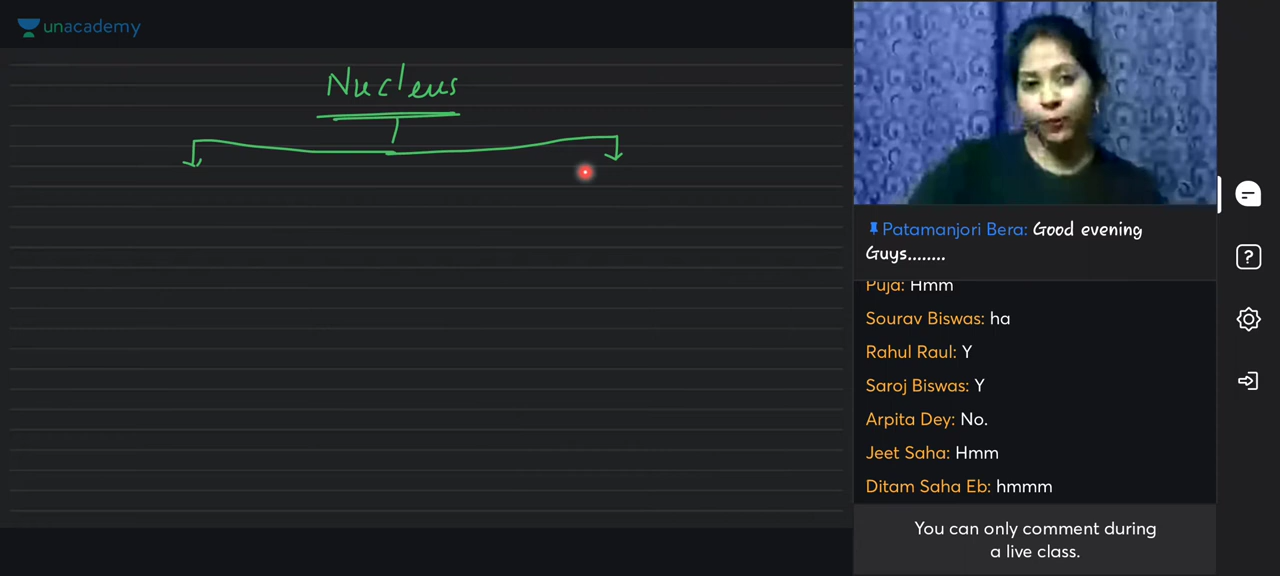 unacademy
Nucleus
Patamanjori Bera: Good evening
Guys........
Puja: Hmm
Sourav Biswas: ha
Rahul Raul: Y
Saroj Biswas: Y
Arpita Dey: No.
Jeet Saha: Hmm
Ditam Saha Eb: hmmm
You can only comment during
a live class.
?